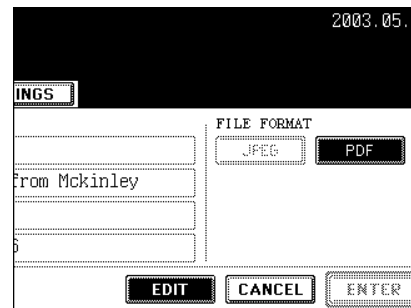 2003.05.
INGS
FILE FORMAT
JPEG
PDF
from Mckinley
6
EDIT
CANCEL
ENTER